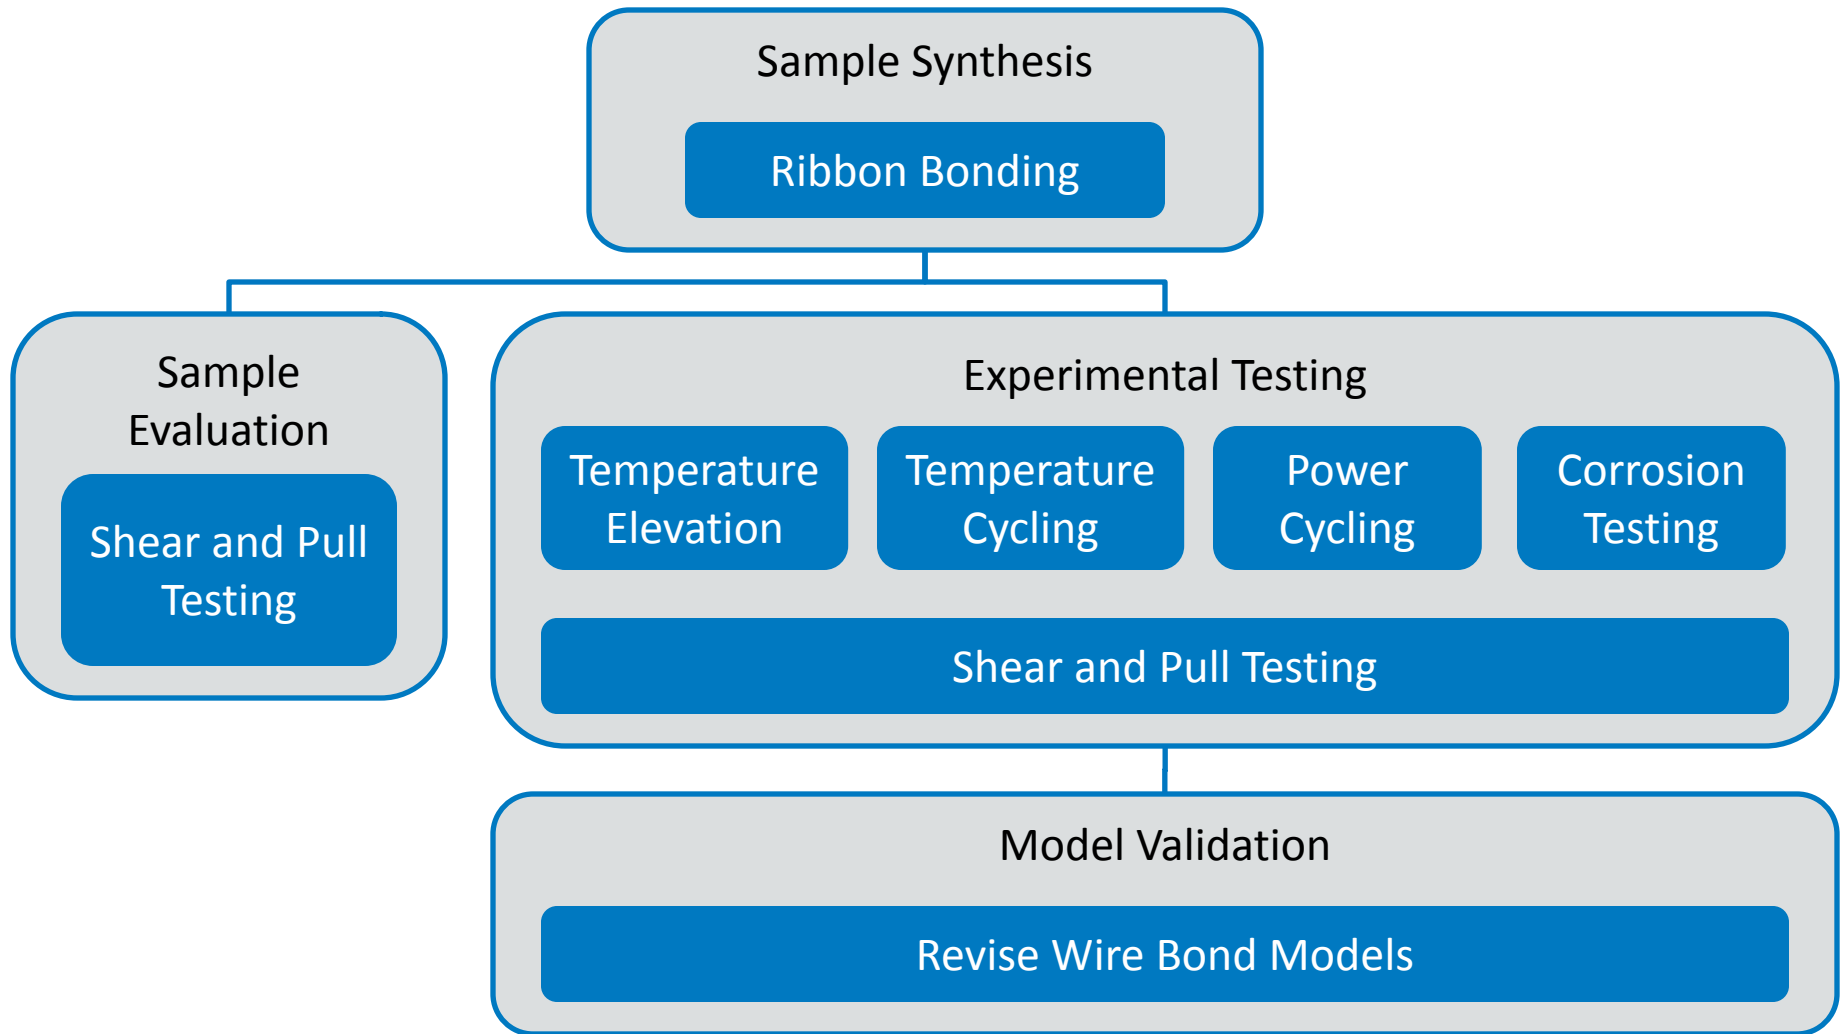 Sample Synthesis
Ribbon Bonding
Sample
Evaluation
Shear and Pull
Testing
Experimental Testing
Temperature
Elevation
Temperature
Cycling
Power
Cycling
Corrosion
Testing
Shear and Pull Testing
Model Validation
Revise Wire Bond Models